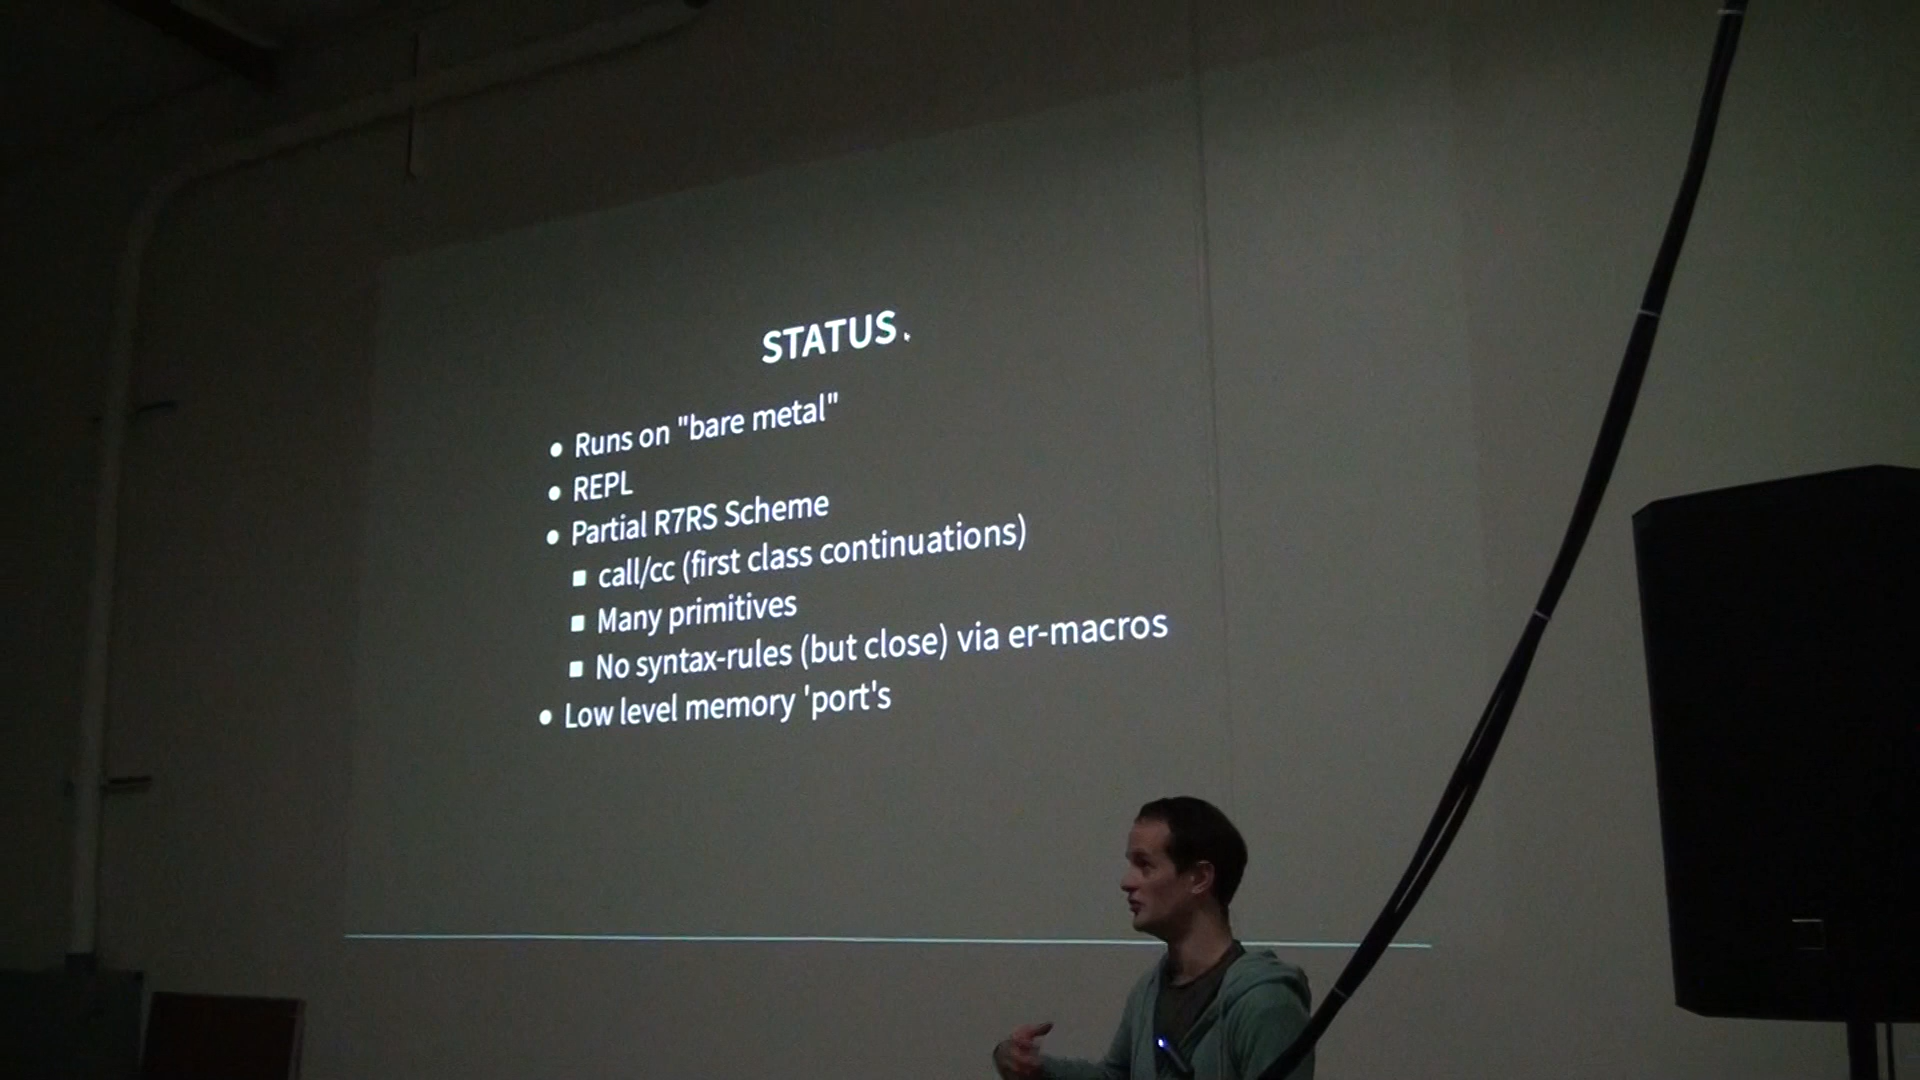 STATUS
• Runs on "bare metal"
• REPL
• Partial R7RS Scheme
▪ call/cc (first class continuations)
▪ Many primitives
▪ No syntax-rules (but close) via er-macros
• Low level memory 'port's